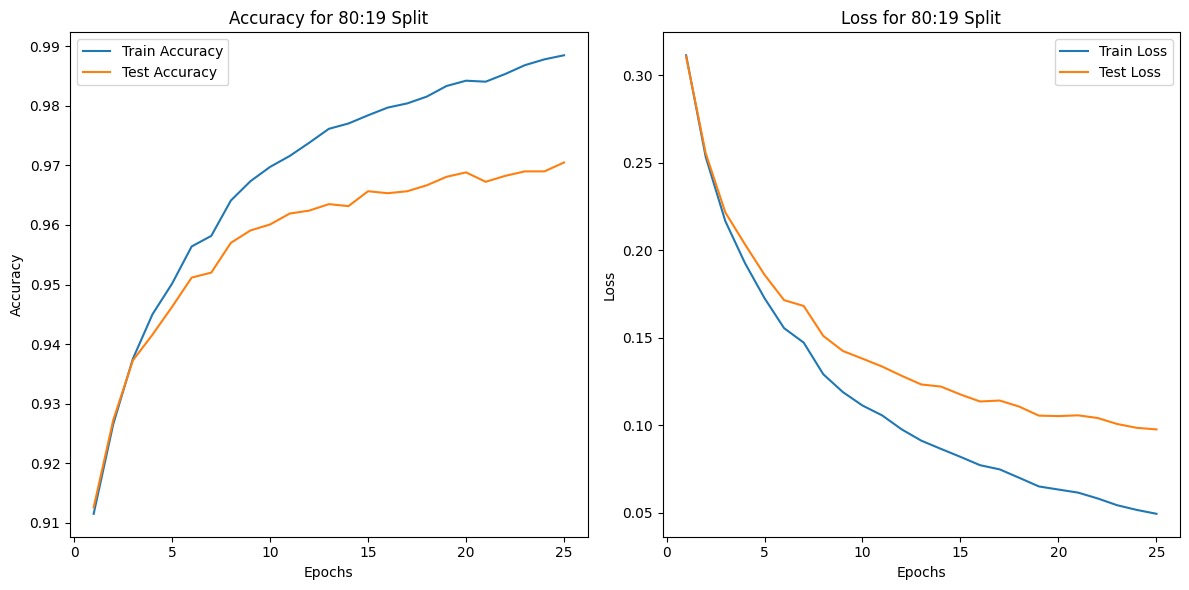 Accuracy for 80:19 Split
Train Accuracy
Test Accuracy
0.99
0.98
0.97
0.96
0.95
0.94
0.93
0.92
0.91
Accuracy
0
5
10
15
20
25
Epochs
Loss for 80:19 Split
Train Loss
Test Loss
0.30
0.25
0.20
0.15
0.10
0.05
Loss
0
5
10
15
20
25
Epochs